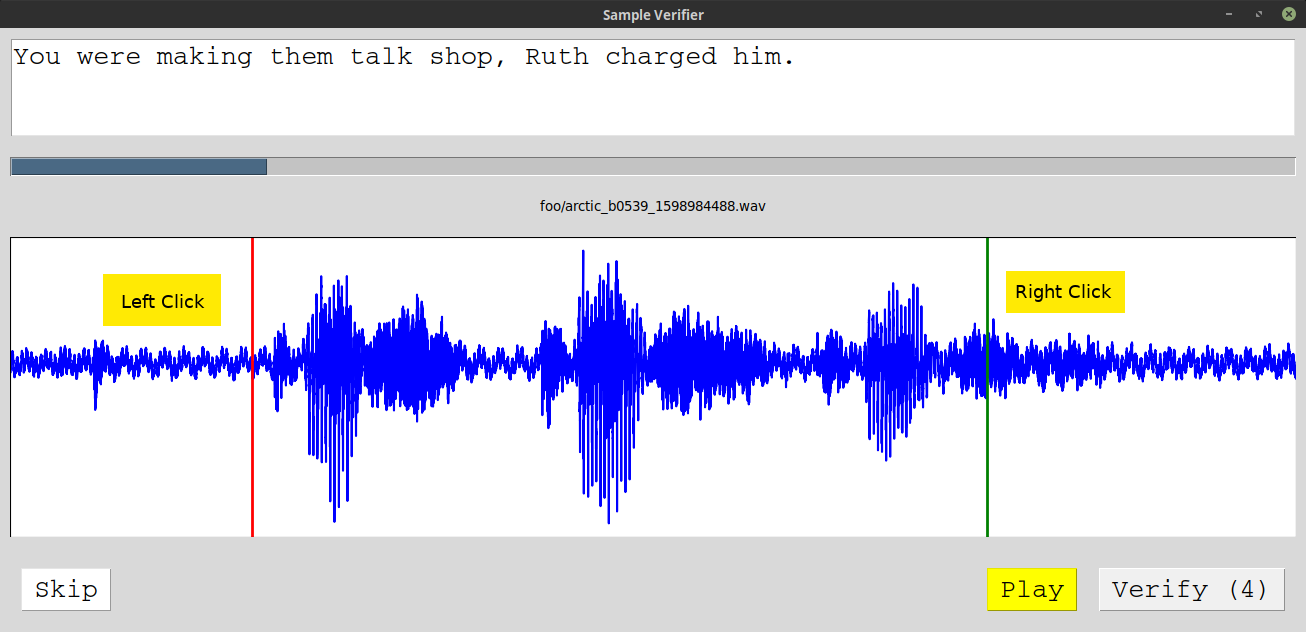 Sample Verifier
You were making them talk shop, Ruth charged him.
foo/arctic_b0539_1598984488.wav
Left Click
Right Click
Skip
Play
Verify (4)